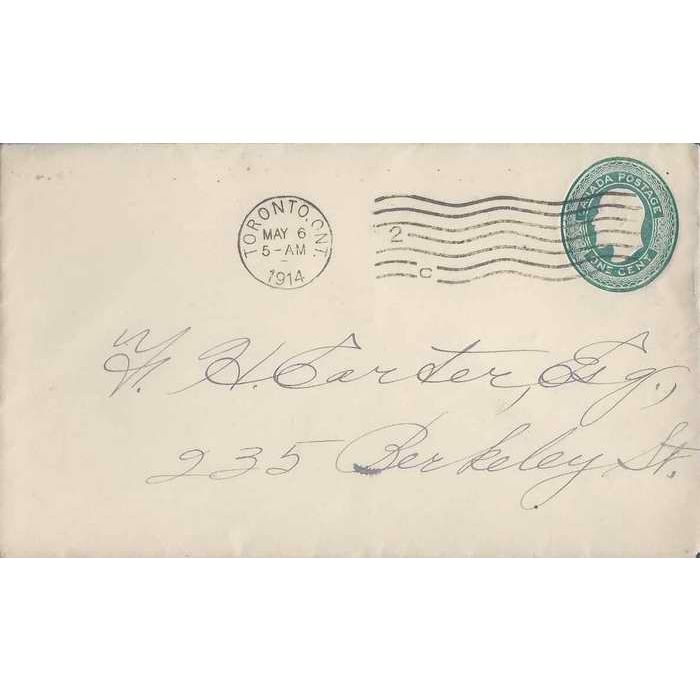 TORONTO, ONT.
MAY 6
5-AM
1914
2
C
CANADA POSTAGE
ONE CENT
H. Carter, Esq.,
235 Berkeley St.